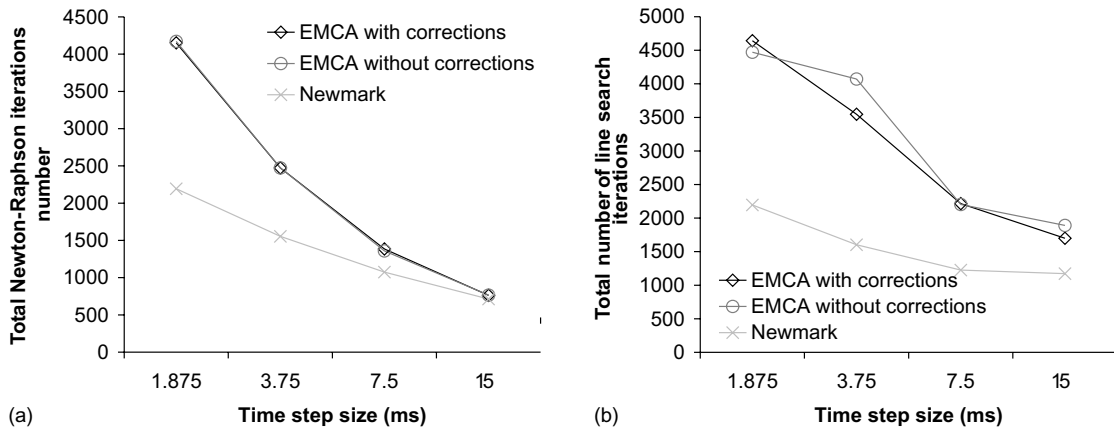 Total Newton-Raphson iterations
number
4500
4000
3500
3000
2500
2000
1500
1000
500
0
EMCA with corrections
EMCA without corrections
Newmark
1.875
3.75
7.5
15
(a)
Time step size (ms)
Total number of line search
iterations
5000
4500
4000
3500
3000
2500
2000
1500
1000
500
0
EMCA with corrections
EMCA without corrections
Newmark
1.875
3.75
7.5
15
(b)
Time step size (ms)